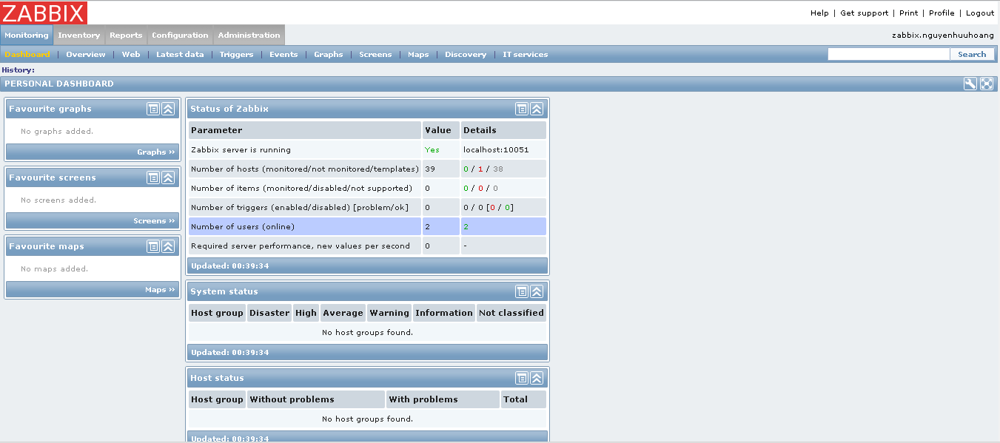 ZABBIX
Help | Get support | Print | Profile | Logout
Monitoring Inventory Reports Configuration Administration
zabbix.nguyenhuuhoang
Dashboard | Overview | Web | Latest data | Triggers | Events | Graphs | Screens | Maps | Discovery | IT services
Search
History:
PERSONAL DASHBOARD
Favourite graphs
No graphs added.
Graphs »
Favourite screens
No screens added.
Screens »
Favourite maps
No maps added.
Maps »
Status of Zabbix
Parameter Value Details
Zabbix server is running Yes localhost:10051
Number of hosts (monitored/not monitored/templates) 39 0 / 1 / 38
Number of items (monitored/disabled/not supported) 0 0 / 0 / 0
Number of triggers (enabled/disabled) [problem/ok] 0 0 / 0 [0 / 0]
Number of users (online) 2 2
Required server performance, new values per second 0 -
Updated: 00:39:34
System status
Host group Disaster High Average Warning Information Not classified
No host groups found.
Updated: 00:39:34
Host status
Host group Without problems With problems Total
No host groups found.
Updated: 00:39:34